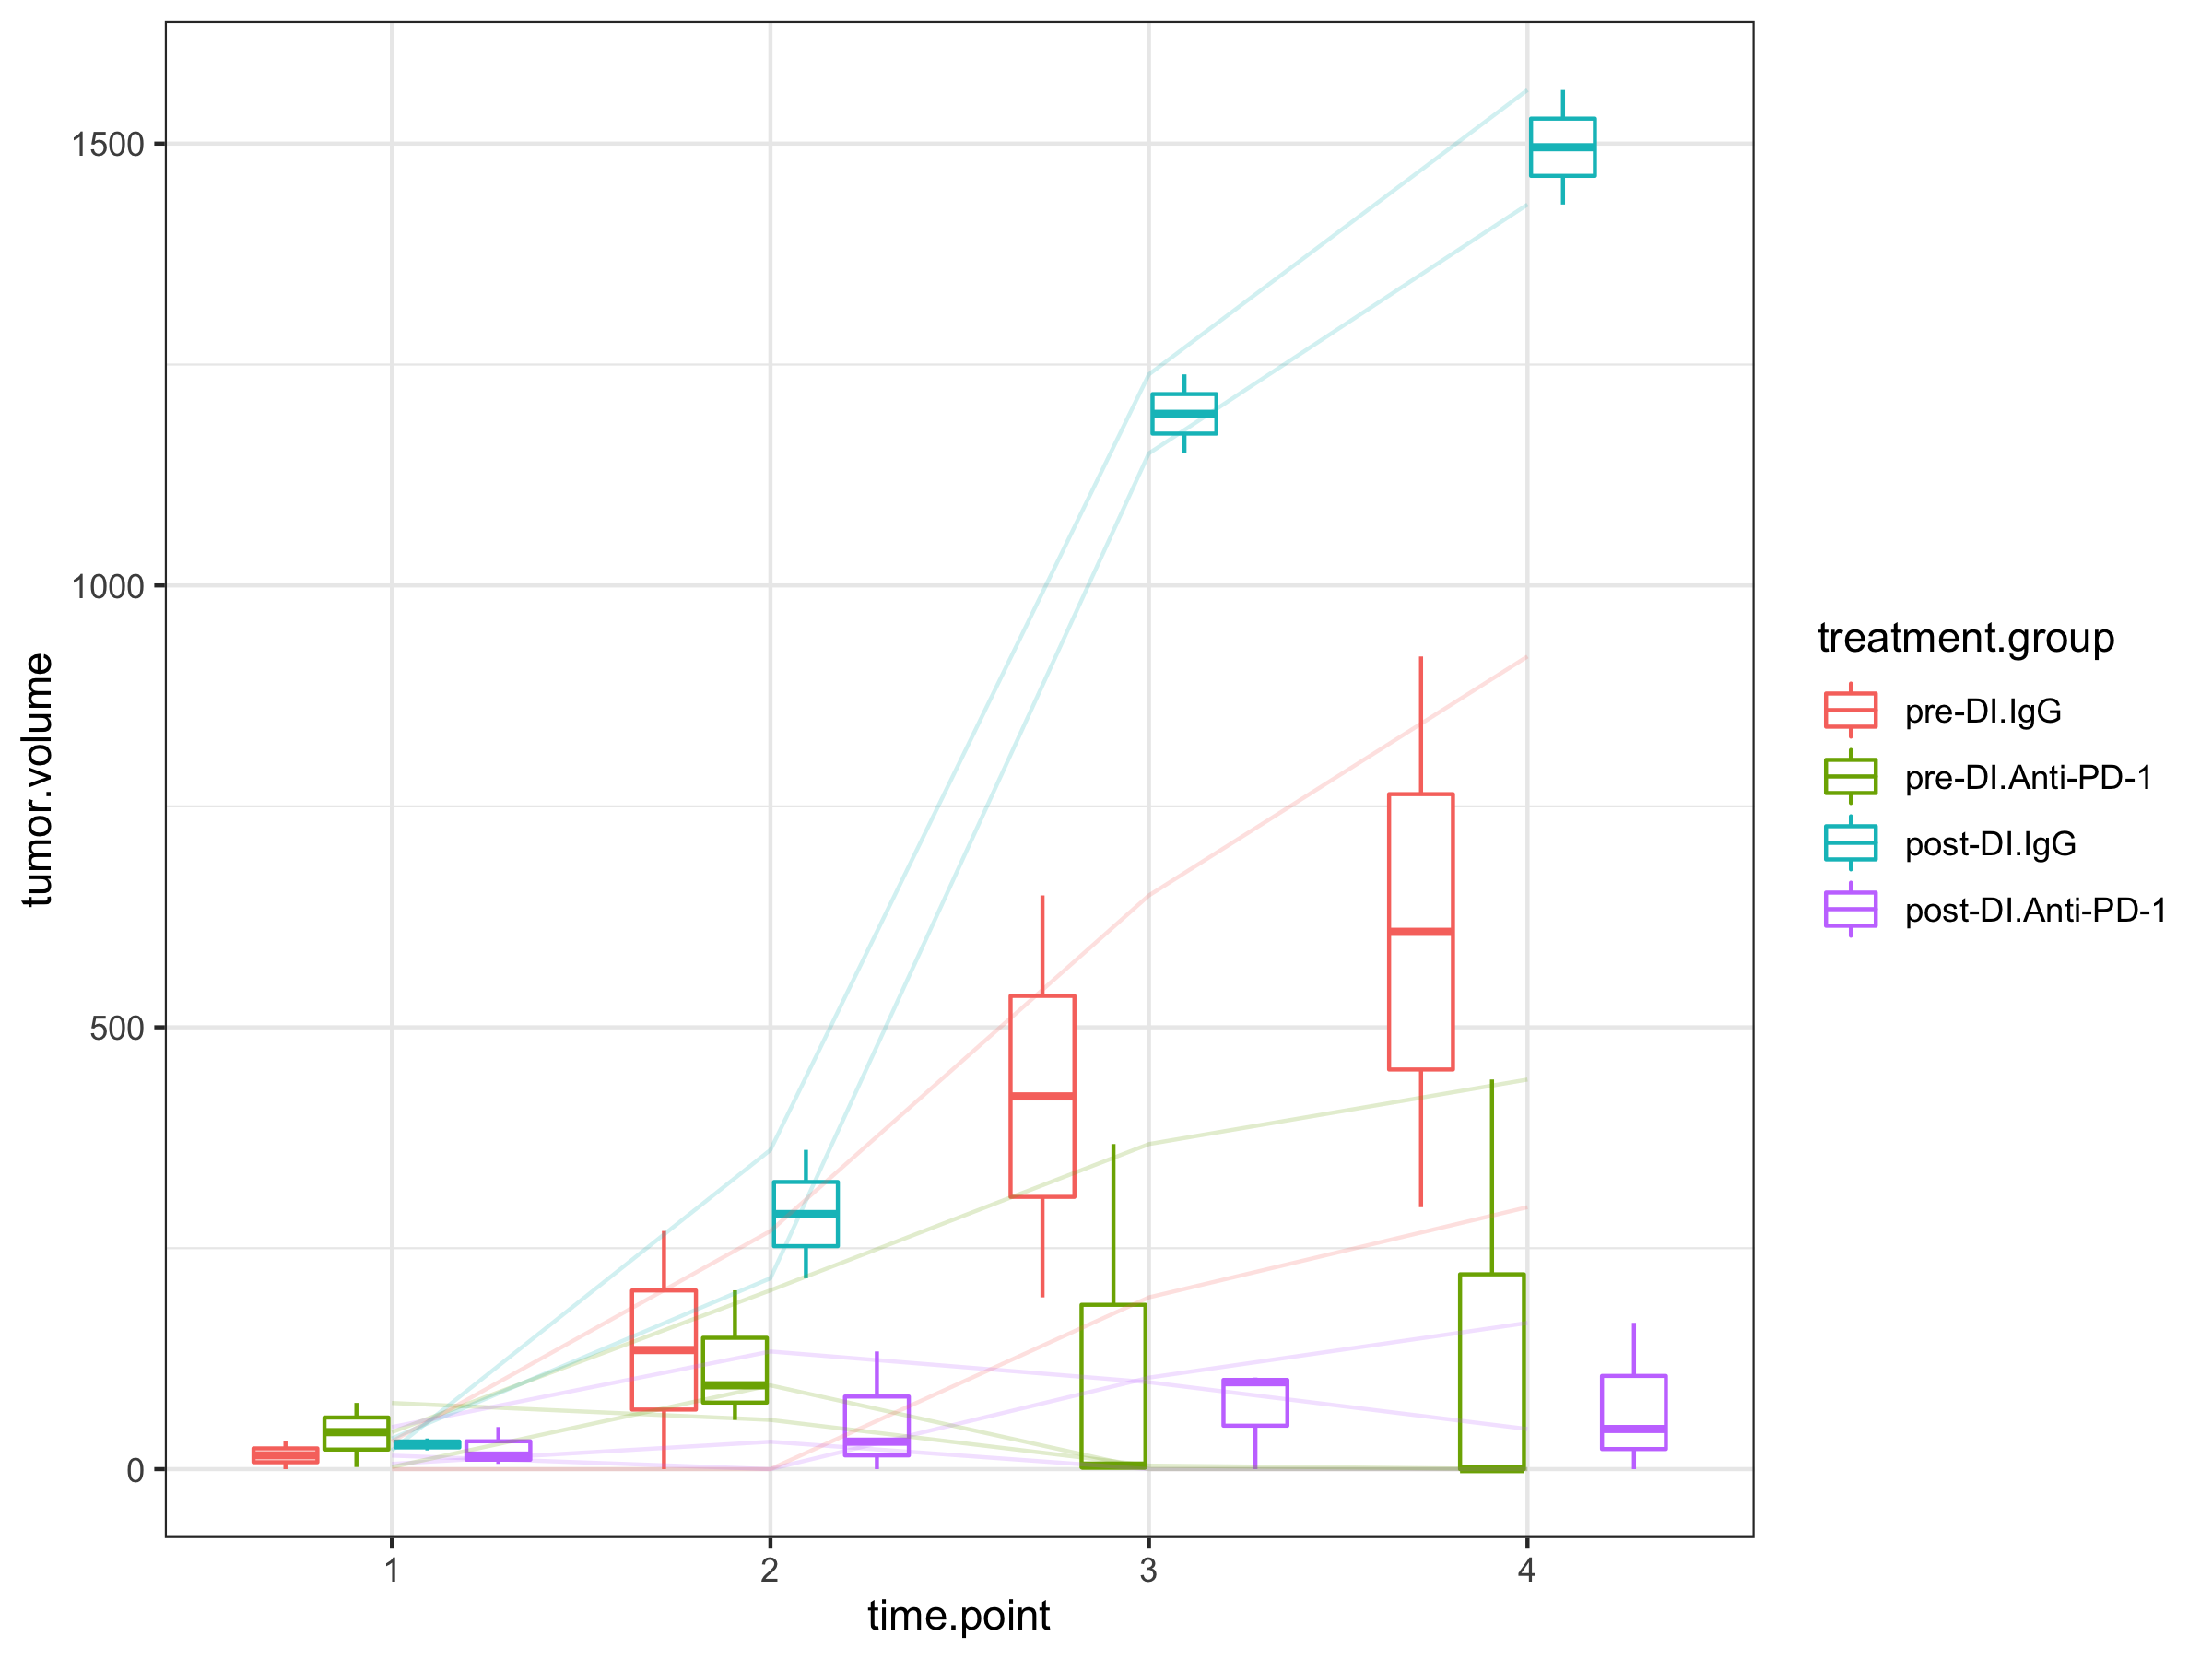 tumor.volume
1500
1000
500
0
1
2
3
4
time.point
treatment.group
pre-DI.IgG
pre-DI.Anti-PD-1
post-DI.IgG
post-DI.Anti-PD-1